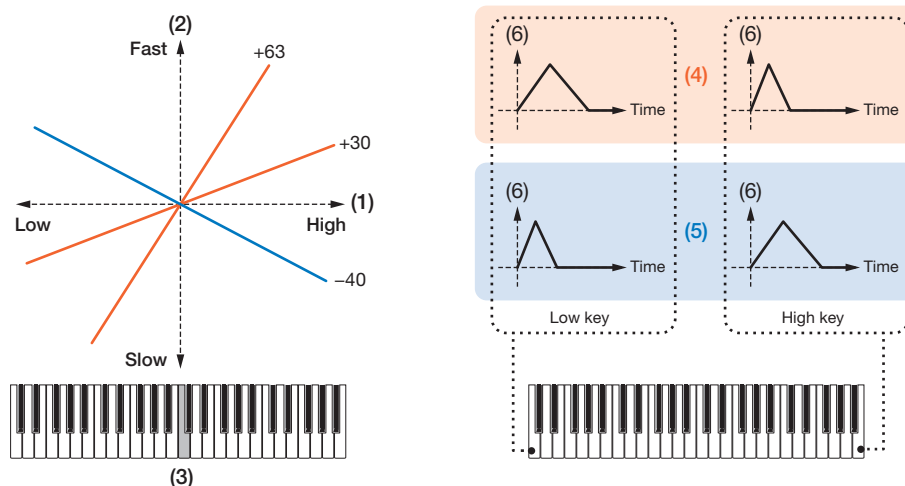 (2)
Fast
+63
+30
(1)
Low
High
−40
Slow
(3)
(6)
(4)
(6)
Time
Time
(6)
(5)
(6)
Time
Time
Low key
High key